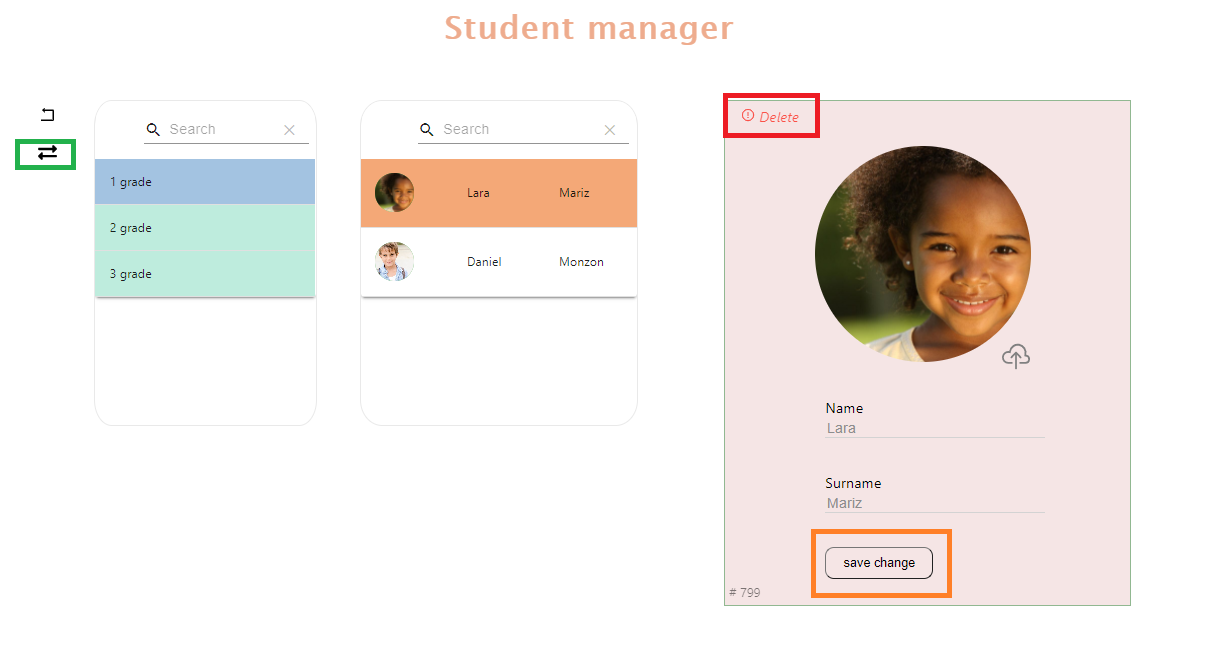 Student manager
Search
1 grade
2 grade
3 grade
Search
Lara Mariz
Daniel Monzon
Delete
Name
Lara
Surname
Mariz
save change
# 799